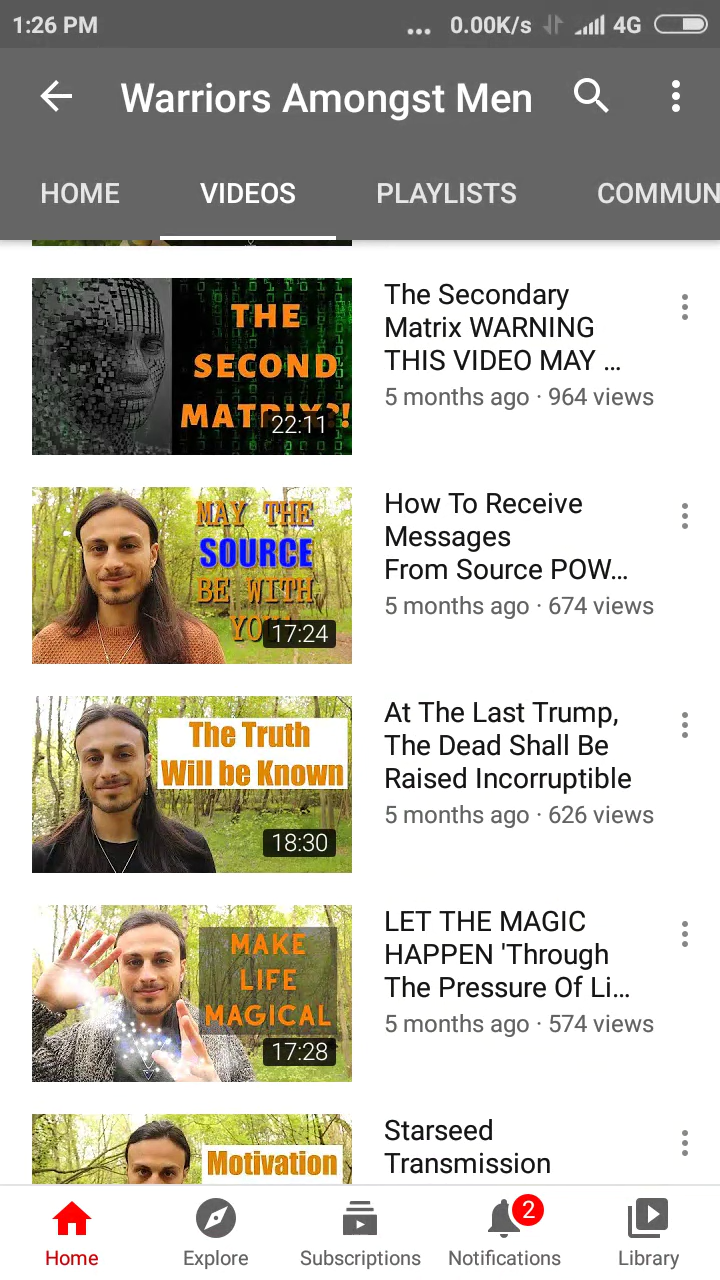 1:26 PM ... 0.00K/s 4G
Warriors Amongst Men
HOME VIDEOS PLAYLISTS COMMUN
THE
SECOND
MATRIX?!
22:11
The Secondary
Matrix WARNING
THIS VIDEO MAY ...
5 months ago · 964 views
MAY THE
SOURCE
BE WITH
YOU
17:24
How To Receive
Messages
From Source POW...
5 months ago · 674 views
The Truth
Will be Known
18:30
At The Last Trump,
The Dead Shall Be
Raised Incorruptible
5 months ago · 626 views
MAKE
LIFE
MAGICAL
17:28
LET THE MAGIC
HAPPEN 'Through
The Pressure Of Li...
5 months ago · 574 views
Motivation
Starseed
Transmission
2
Home Explore Subscriptions Notifications Library